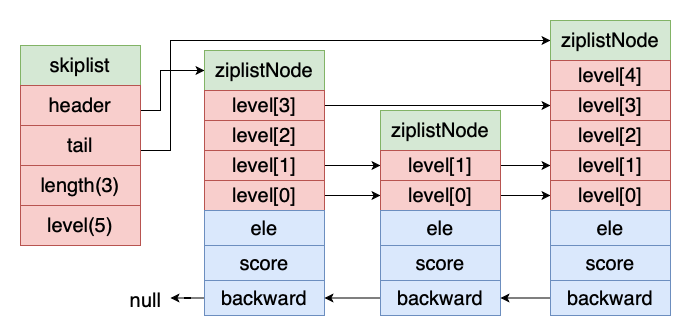 skiplist
header
tail
length(3)
level(5)
ziplistNode
level[3]
level[2]
level[1]
level[0]
ele
score
backward
null
ziplistNode
level[1]
level[0]
ele
score
backward
ziplistNode
level[4]
level[3]
level[2]
level[1]
level[0]
ele
score
backward